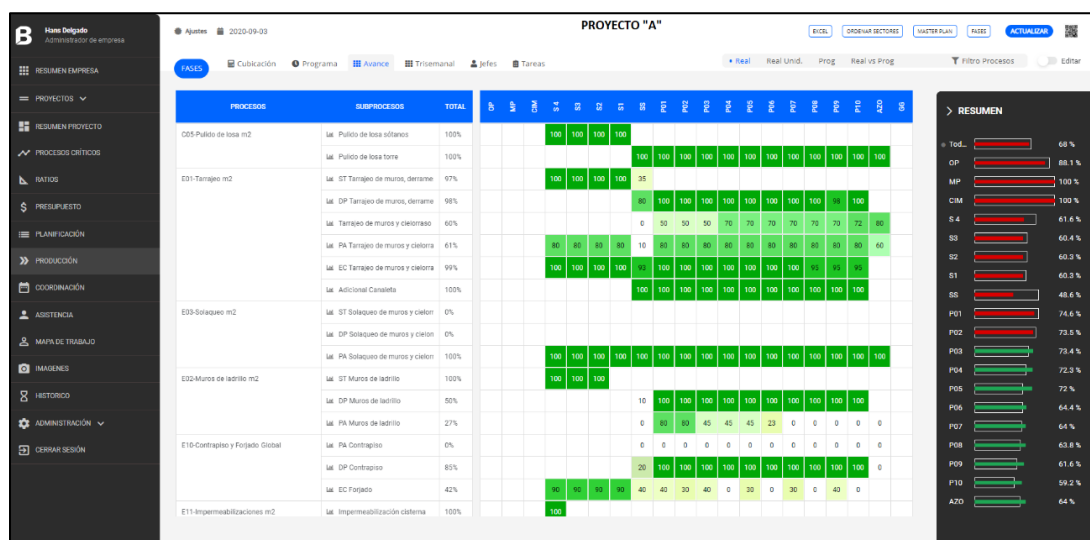 PROYECTO "A"
B
Hans Delgado
Administrador de empresa
RESUMEN EMPRESA
PROYECTOS
RESUMEN PROYECTO
PROCESOS CRÍTICOS
RATIOS
PRESUPUESTO
PLANIFICACIÓN
PRODUCCIÓN
COORDINACIÓN
ASISTENCIA
MAPA DE TRABAJO
IMAGENES
HISTORICO
ADMINISTRACIÓN
CERRAR SESIÓN
Ajustes 2020-09-03
EXCEL ORDENAR SECTORES MASTER PLAN FASES ACTUALIZAR
FASES Cubicación Programa Avance Trisemanal Jefes Tareas
Real Real Unid. Prog Real vs Prog Filtro Procesos Editar
PROCESOS SUBPROCESOS TOTAL OP MP CIM S 4 S3 S2 S1 SS P01 P02 P03 P04 P05 P06 P07 P08 P09 P10 AZO GG
C05-Pulido de losa m2 Pulido de losa sótanos 100% 100 100 100 100
Pulido de losa torre 100% 100 100 100 100 100 100 100 100 100 100 100 100
E01-Tarrajeo m2 ST Tarrajeo de muros, derrame 97% 100 100 100 100 35
DP Tarrajeo de muros, derrame 98% 80 100 100 100 100 100 100 100 100 98 100
Tarrajeo de muros y cielorraso 60% 0 50 50 50 70 70 70 70 70 70 72 80
PA Tarrajeo de muros y cielorra 61% 80 80 80 80 10 80 80 80 80 80 80 80 80 80 80 60
EC Tarrajeo de muros y cielorra 99% 100 100 100 100 93 100 100 100 100 100 100 100 95 95 95
Adicional Canaleta 100% 100 100 100 100 100 100 100 100 100 100 100
E03-Solaqueo m2 ST Solaqueo de muros y cielorr 0%
DP Solaqueo de muros y cielorr 0%
PA Solaqueo de muros y cielorr 100% 100 100 100 100 100 100 100 100 100 100 100 100 100 100 100 100
E02-Muros de ladrillo m2 ST Muros de ladrillo 100% 100 100 100
DP Muros de ladrillo 50% 10 100 100 100 100 100 100 100 100 100 100
PA Muros de ladrillo 27% 0 80 80 45 45 45 23 0 0 0 0 0
E10-Contrapiso y Forjado Global PA Contrapiso 0% 0 0 0 0 0 0 0 0 0 0 0 0
DP Contrapiso 85% 20 100 100 100 100 100 100 100 100 100 100 0
EC Forjado 42% 90 90 90 90 40 40 30 40 0 30 0 30 0 40 0
E11-Impermeabilizaciones m2 Impermeabilización cisterna 100% 100
> RESUMEN
Tod... 68 %
OP 88.1 %
MP 100 %
CIM 100 %
S 4 61.6 %
S3 60.4 %
S2 60.3 %
S1 60.3 %
SS 48.6 %
P01 74.6 %
P02 73.5 %
P03 73.4 %
P04 72.3 %
P05 72 %
P06 64.4 %
P07 64 %
P08 63.8 %
P09 61.6 %
P10 59.2 %
AZO 64 %